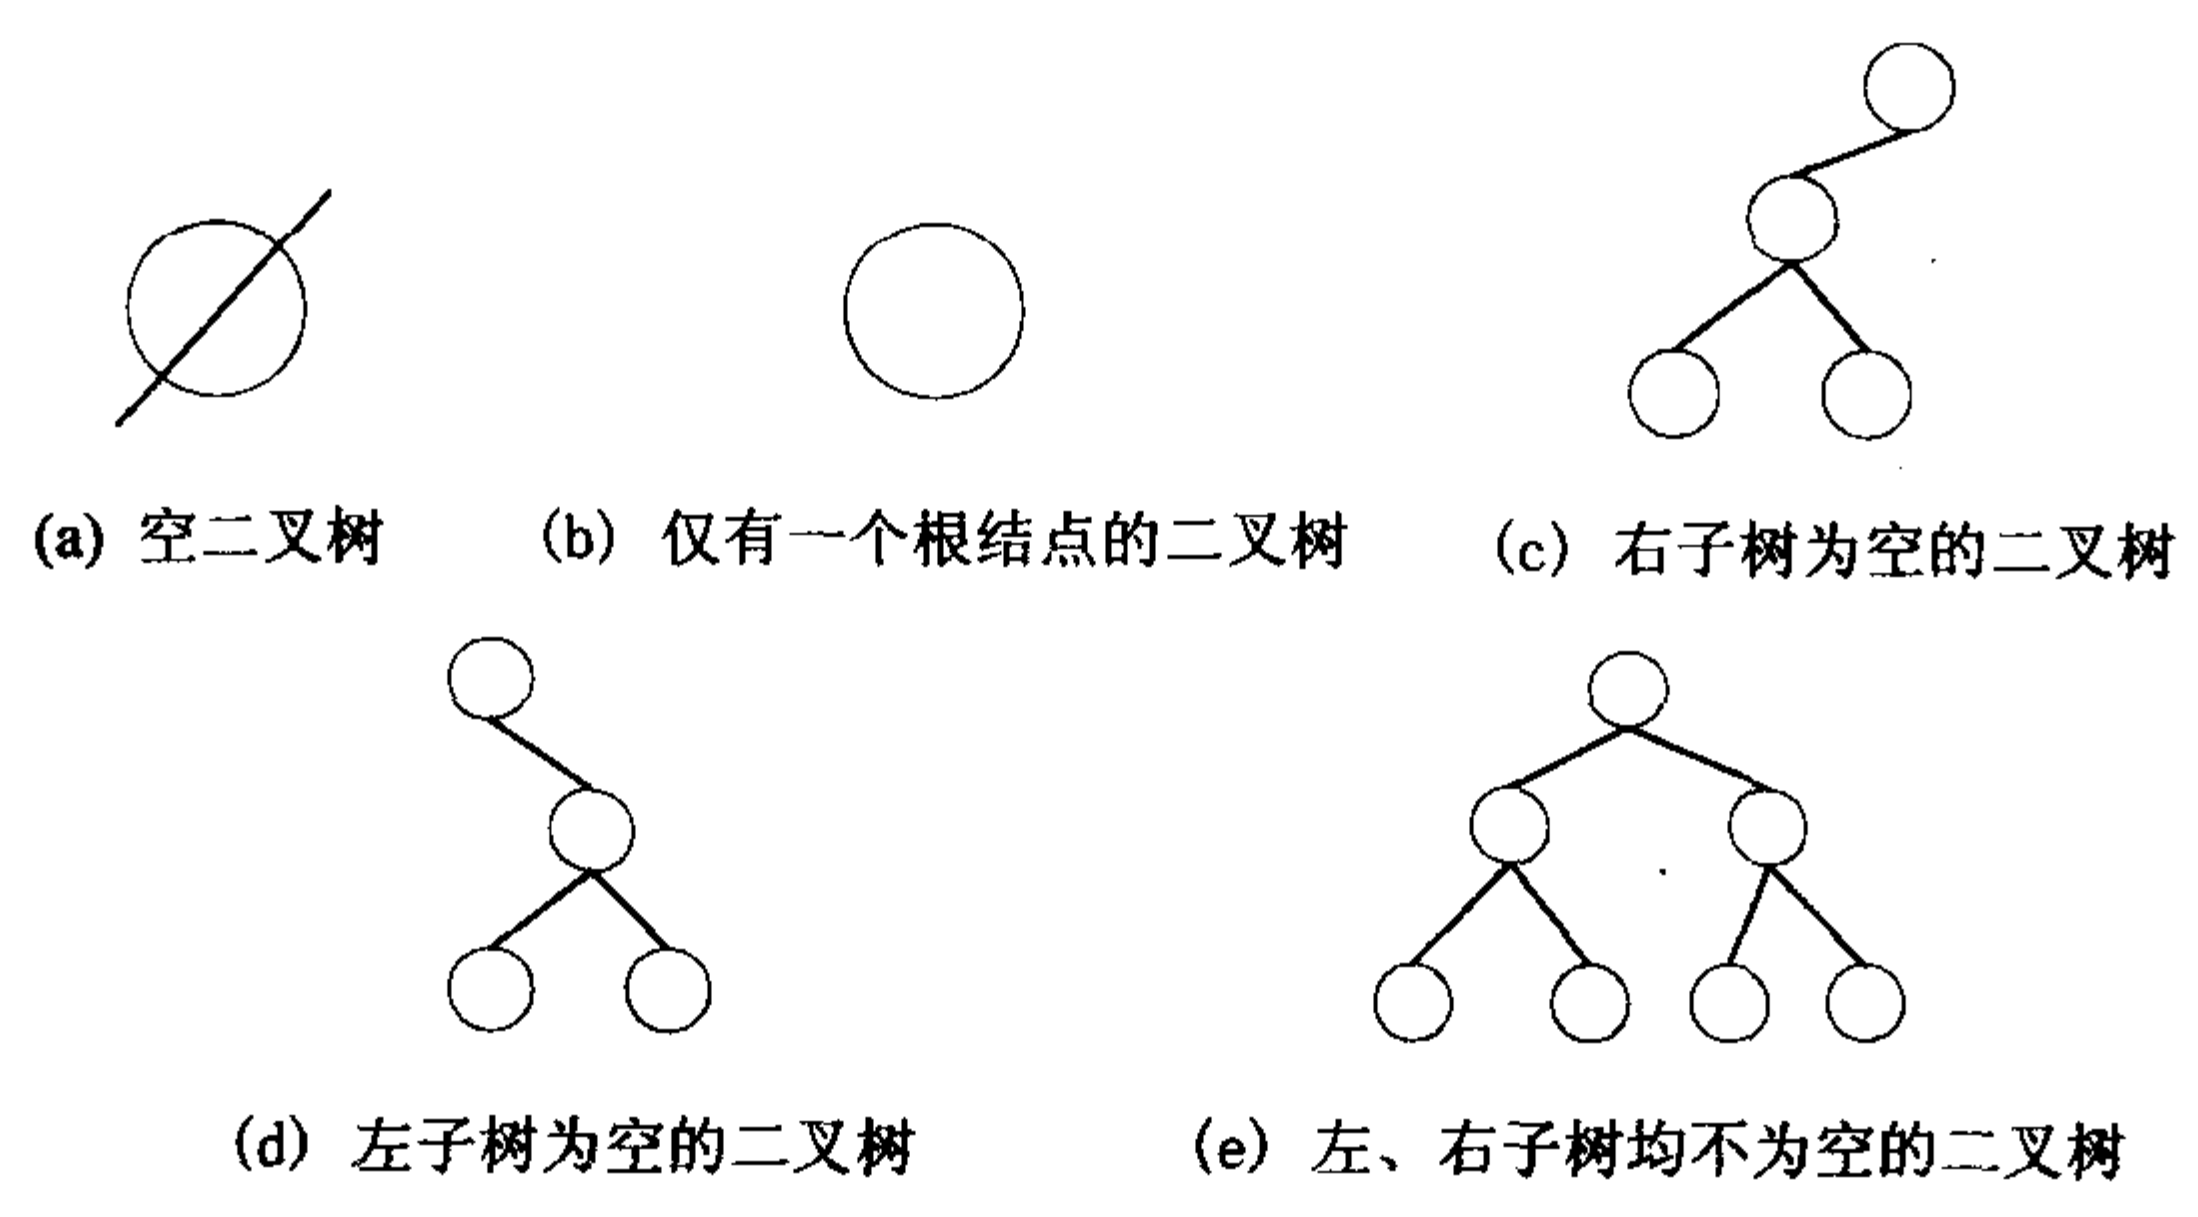 (a) 空二叉树
(b) 仅有一个根结点的二叉树
(c) 右子树为空的二叉树
(d) 左子树为空的二叉树
(e) 左、右子树均不为空的二叉树